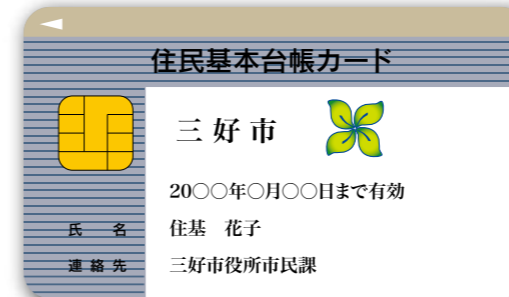 住民基本台帳カード
三好市
20○○年○月○○日まで有効
氏 名 住基 花子
連絡先 三好市役所市民課